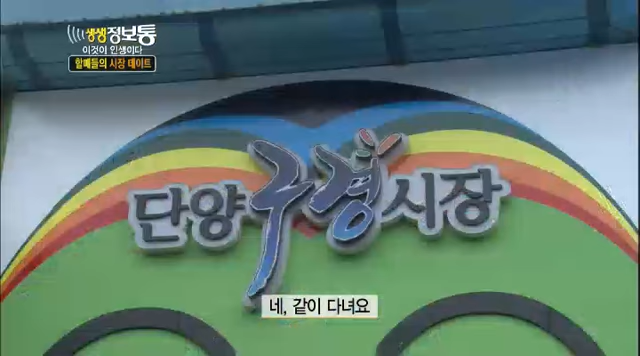 생생정보통
이것이 인생이다
할매들의 시장 데이트
단양구경시장
네, 같이 다녀요